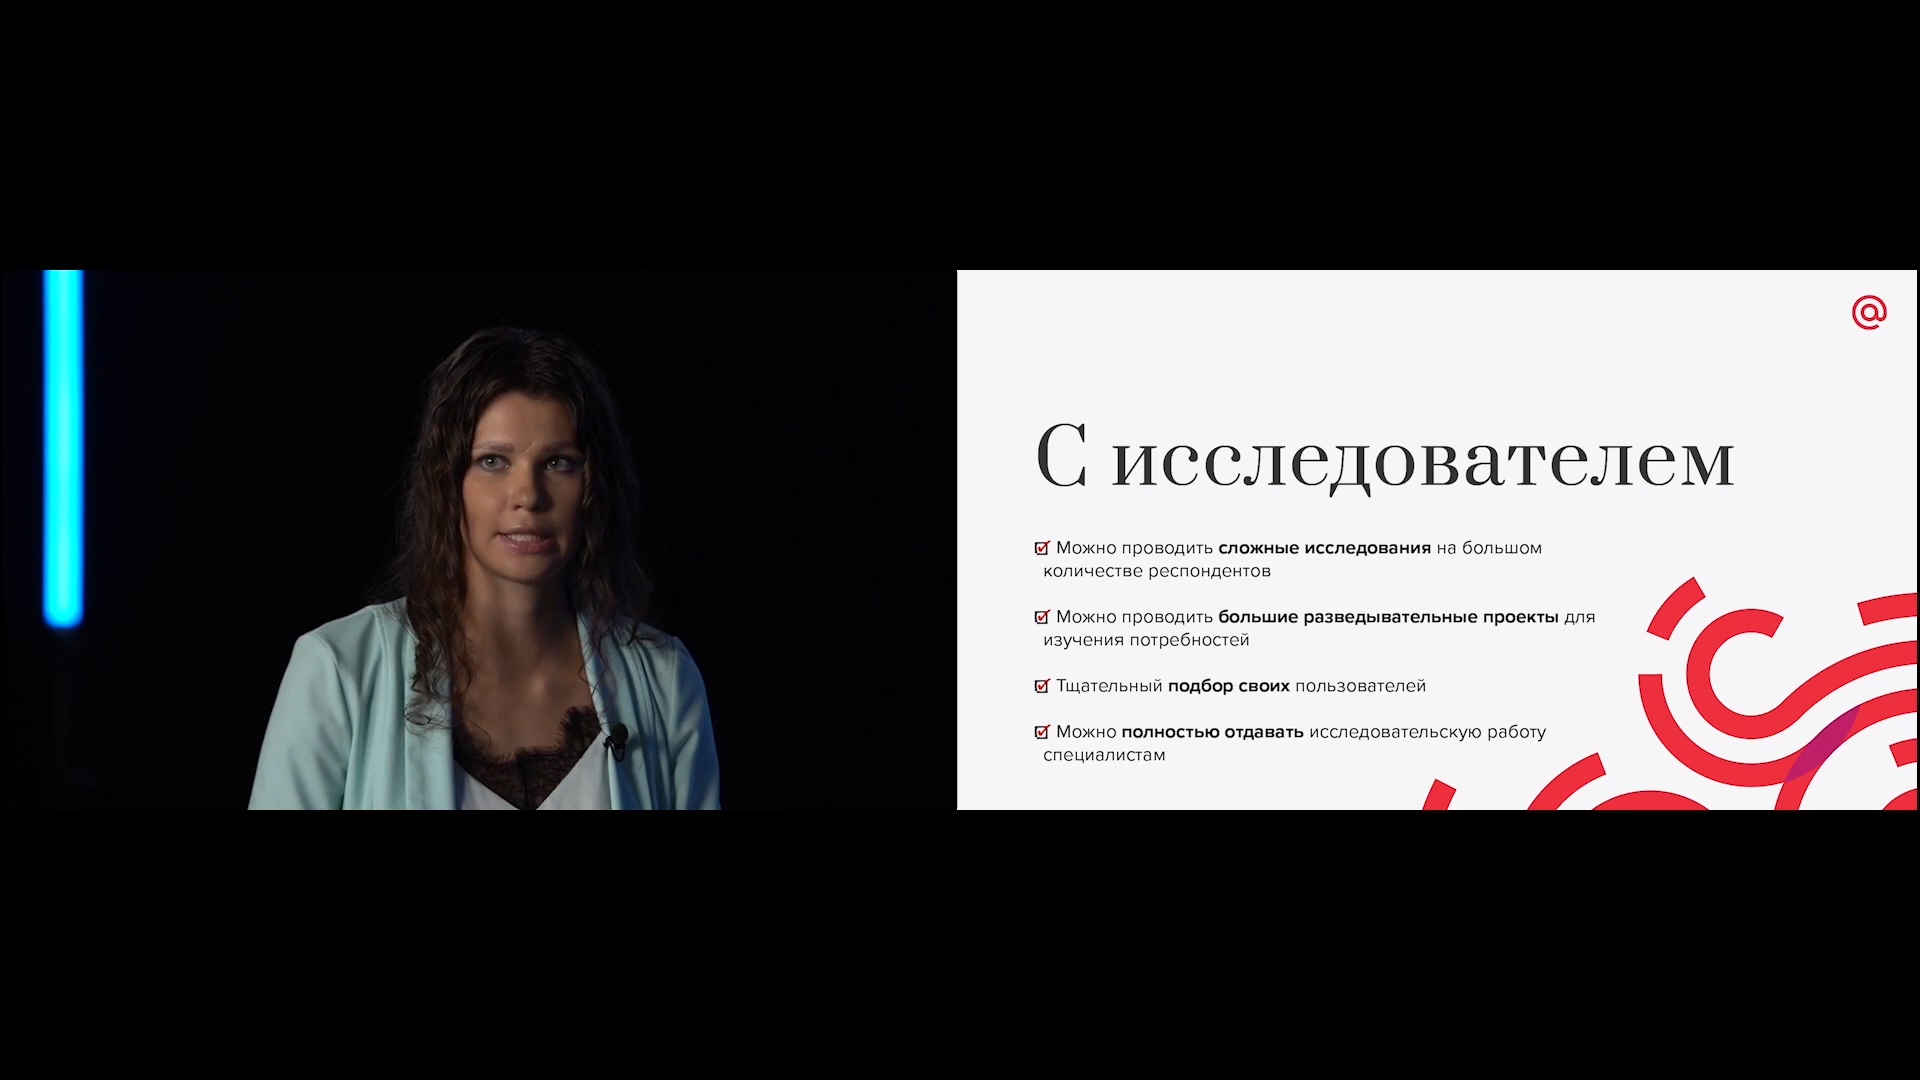 @
С исследователем
Можно проводить сложные исследования на большом
количестве респондентов
Можно проводить большие разведывательные проекты для
изучения потребностей
Тщательный подбор своих пользователей
Можно полностью отдавать исследовательскую работу
специалистам